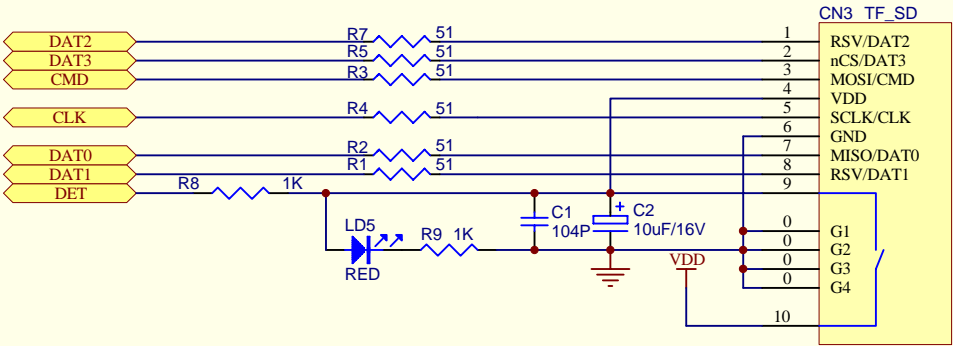 CN3 TF_SD
DAT2 R7 51 1 RSV/DAT2
DAT3 R5 51 2 nCS/DAT3
CMD R3 51 3 MOSI/CMD
4 VDD
CLK R4 51 5 SCLK/CLK
6 GND
DAT0 R2 51 7 MISO/DAT0
DAT1 R1 51 8 RSV/DAT1
DET R8 1K 9
LD5 R9 1K C1 + C2
RED 104P 10uF/16V
0 G1
0 G2
VDD 0 G3
0 G4
10